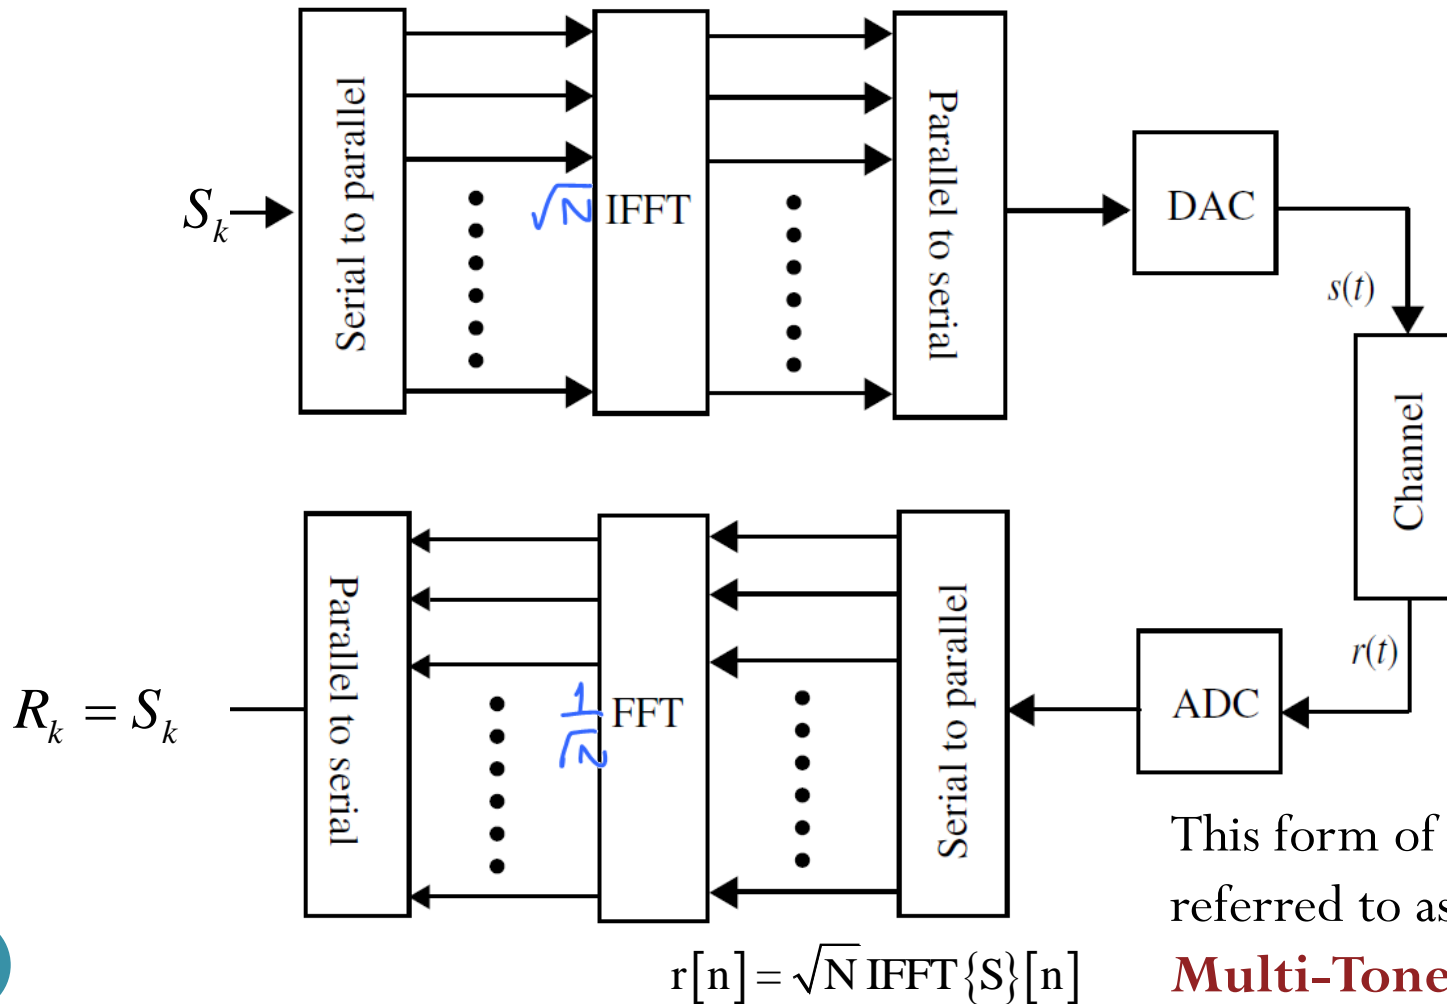 Serial to parallel
S_k
√N IFFT
Parallel to serial
DAC
s(t)
Channel
r(t)
ADC
Serial to parallel
1/√N FFT
Parallel to serial
R_k = S_k
This form of
referred to as
Multi-Tone
r[n] = √N IFFT{S}[n]